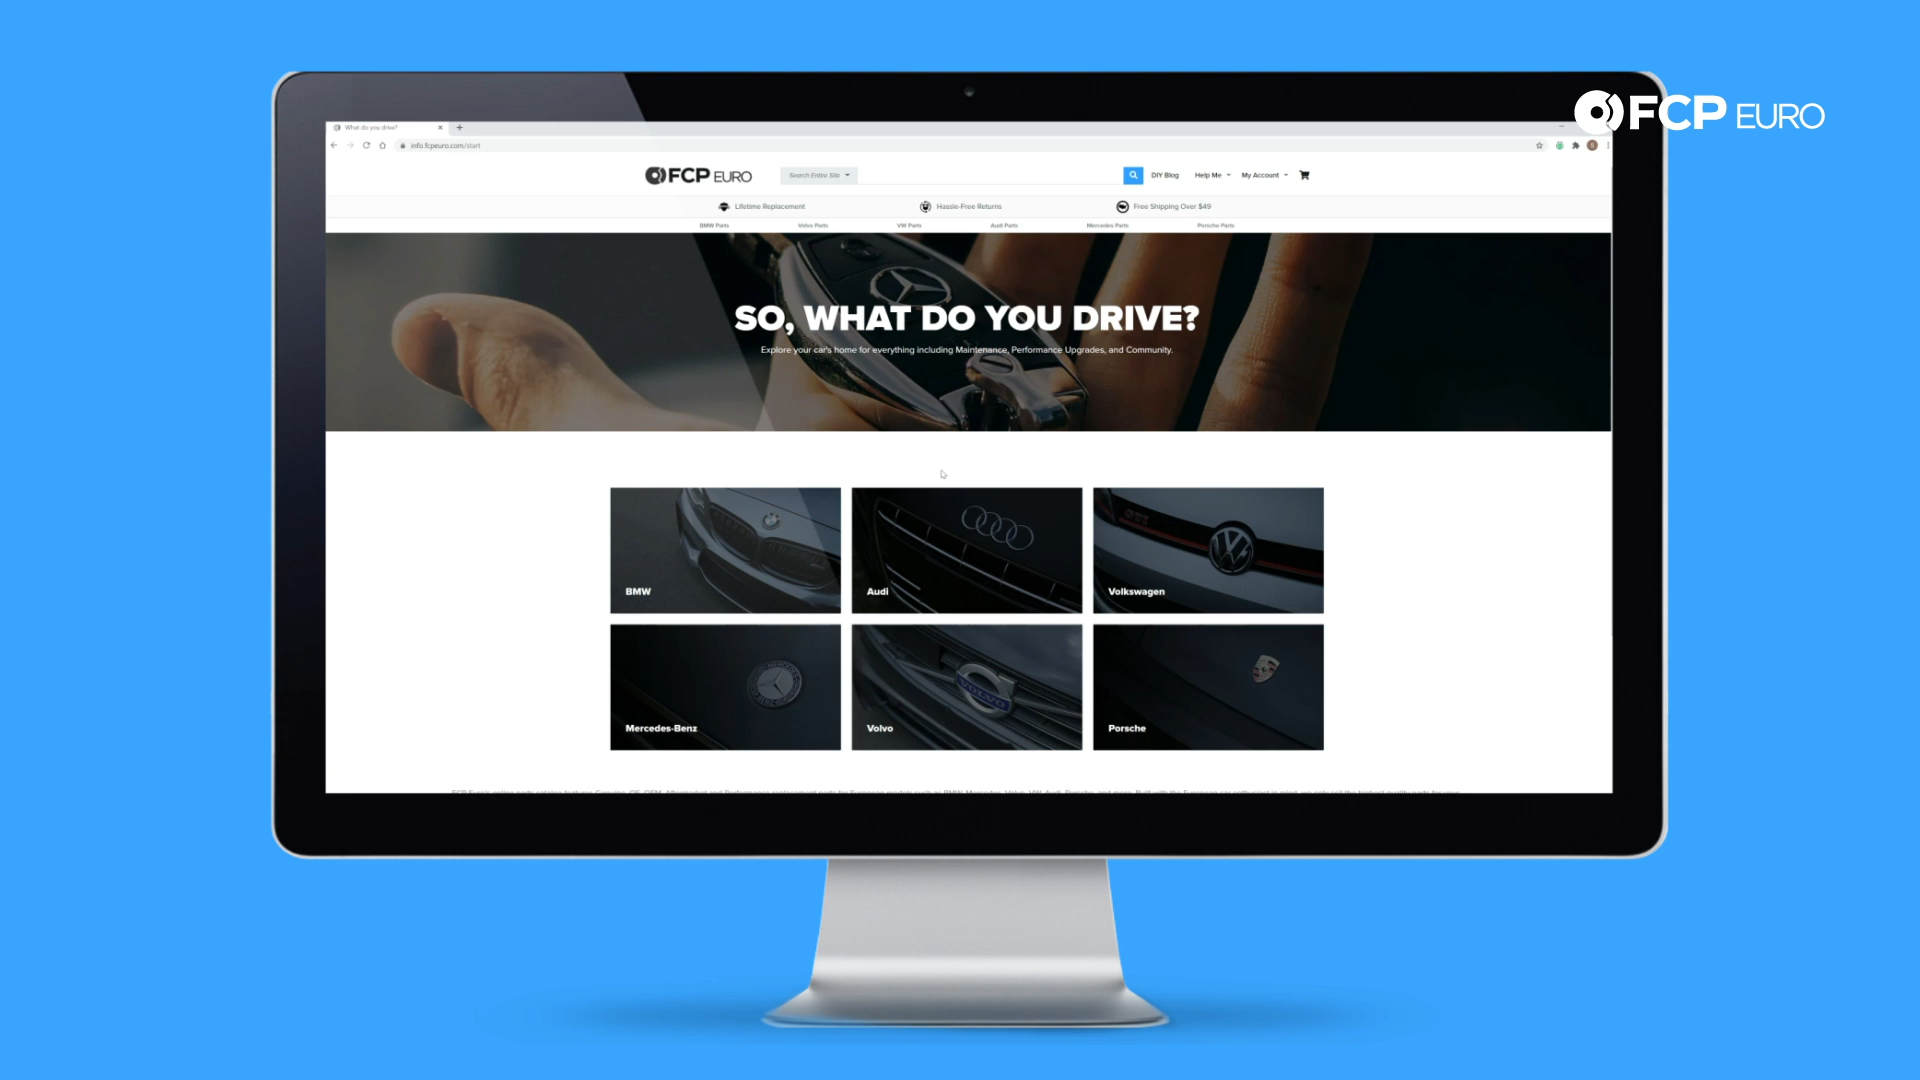 FCP EURO
What do you drive?
info.fcpeuro.com/start
FCP EURO
Search Entire Site
DIY Blog
Help Me
My Account
Lifetime Replacement
Hassle-Free Returns
Free Shipping Over $49
BMW Parts
Volvo Parts
VW Parts
Audi Parts
Mercedes Parts
Porsche Parts
SO, WHAT DO YOU DRIVE?
Explore your car's home for everything including Maintenance, Performance Upgrades, and Community.
GTI
BMW
Audi
Volkswagen
VOLVO
Mercedes-Benz
Volvo
Porsche